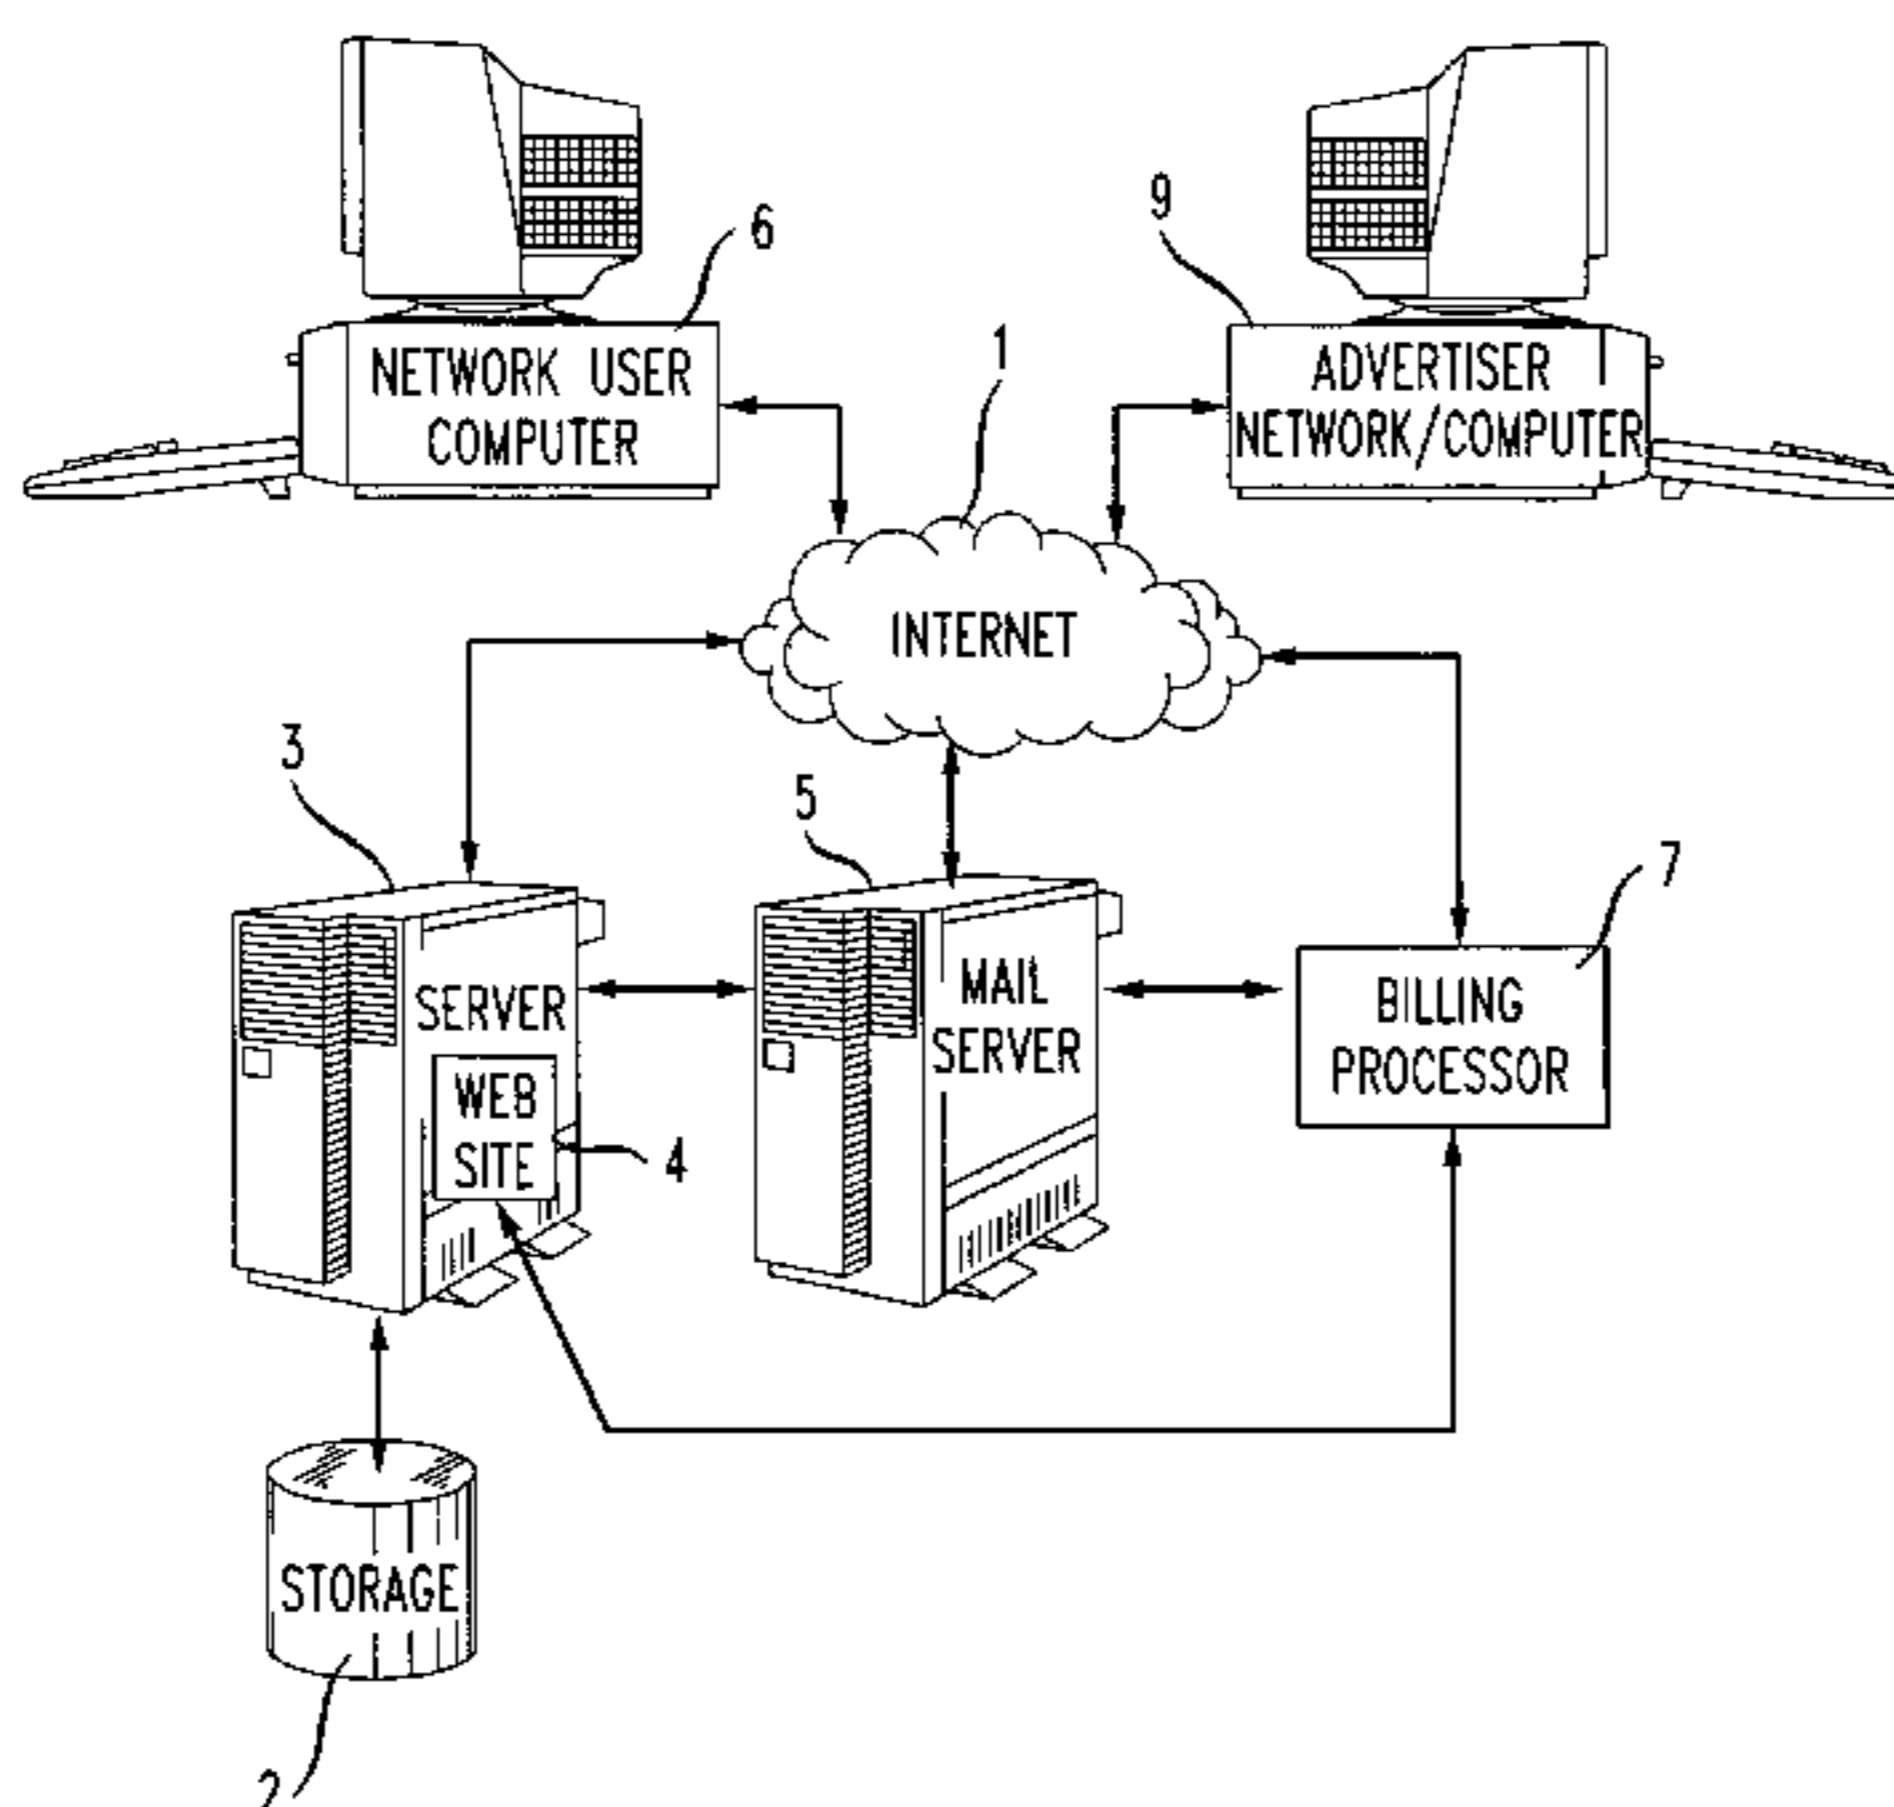 9
6
1
NETWORK USER
COMPUTER
ADVERTISER
NETWORK/COMPUTER
INTERNET
3
5
7
SERVER
MAIL
SERVER
BILLING
PROCESSOR
WEB
SITE
4
STORAGE
2